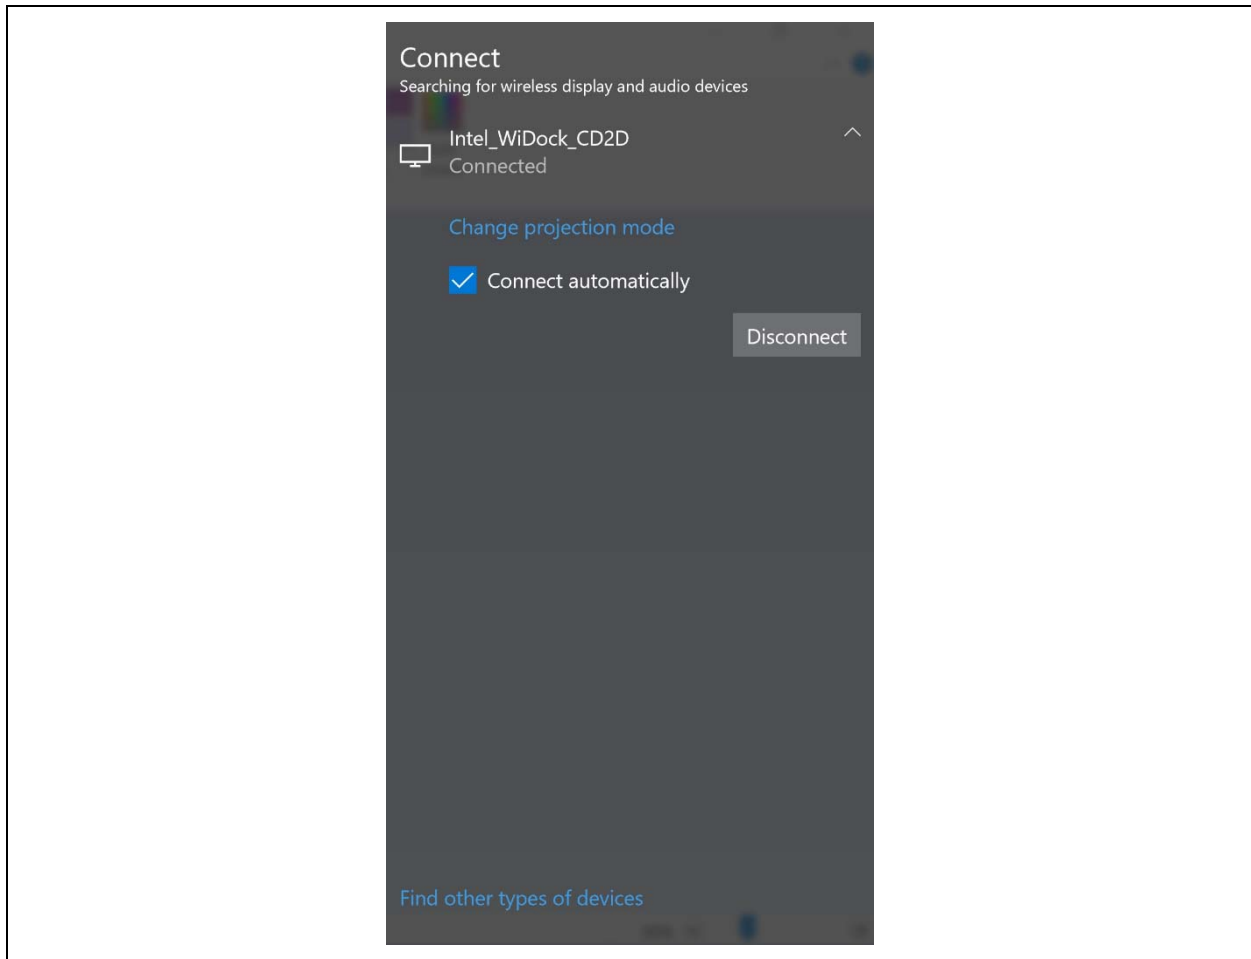 Connect
Searching for wireless display and audio devices
Intel_WiDock_CD2D
Connected
Change projection mode
Connect automatically
Disconnect
Find other types of devices